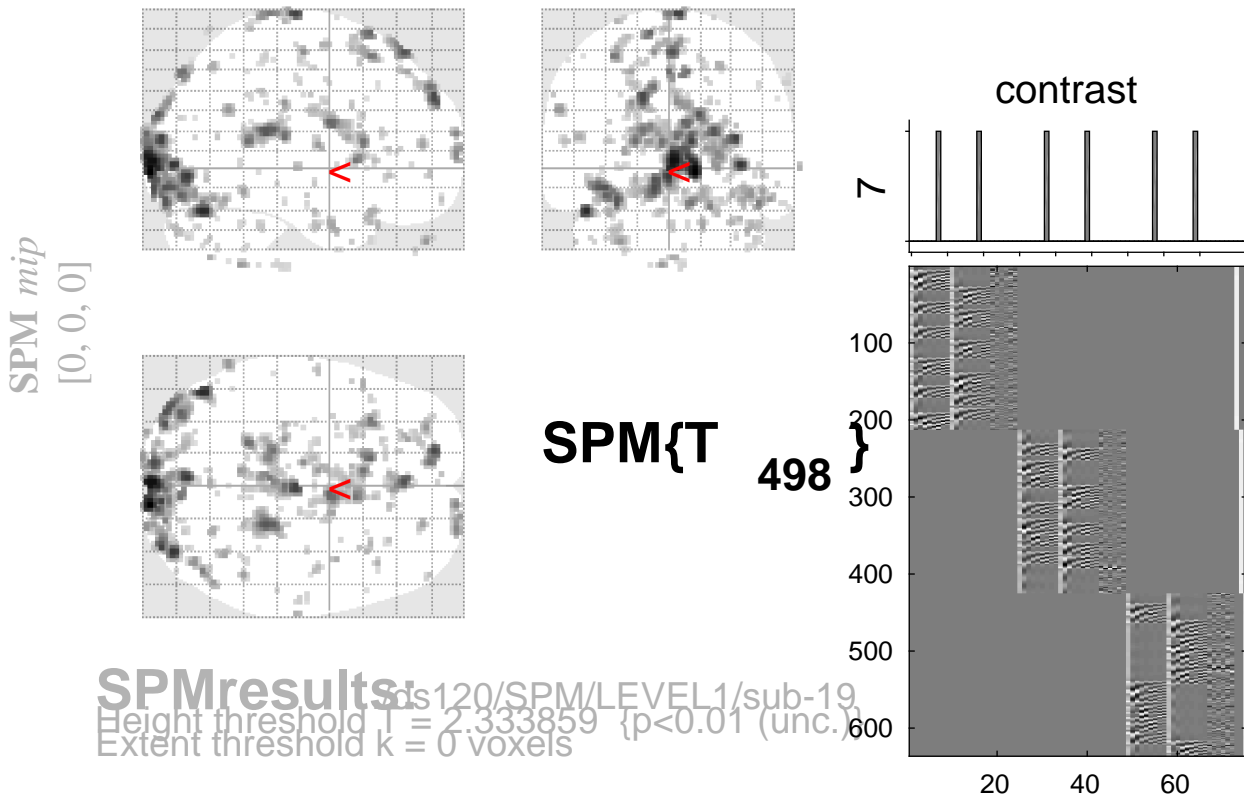 SPM mip
[0, 0, 0]
<
<
<
SPM{T498}
contrast
7
100
200
300
400
500
600
20
40
60
SPMresults: /ds120/SPM/LEVEL1/sub-19
Height threshold T = 2.333859 {p<0.01 (unc.)}
Extent threshold k = 0 voxels